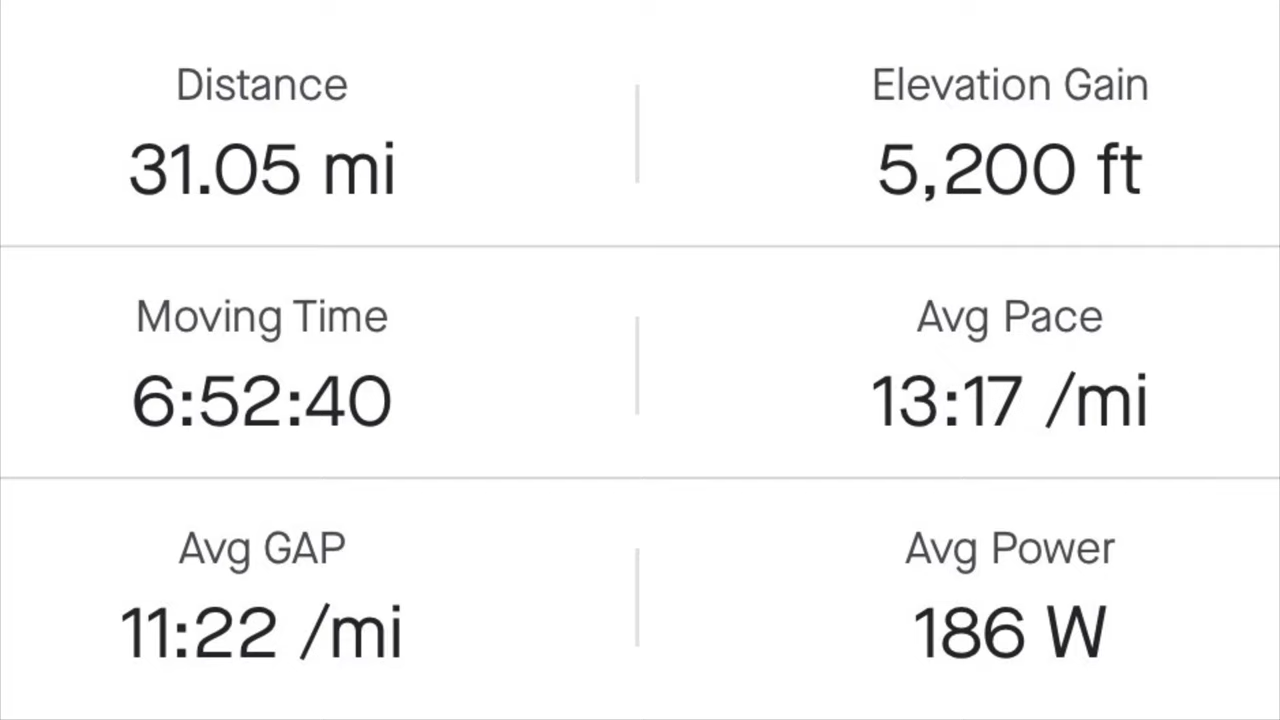 Distance
31.05 mi
Elevation Gain
5,200 ft
Moving Time
6:52:40
Avg Pace
13:17 /mi
Avg GAP
11:22 /mi
Avg Power
186 W